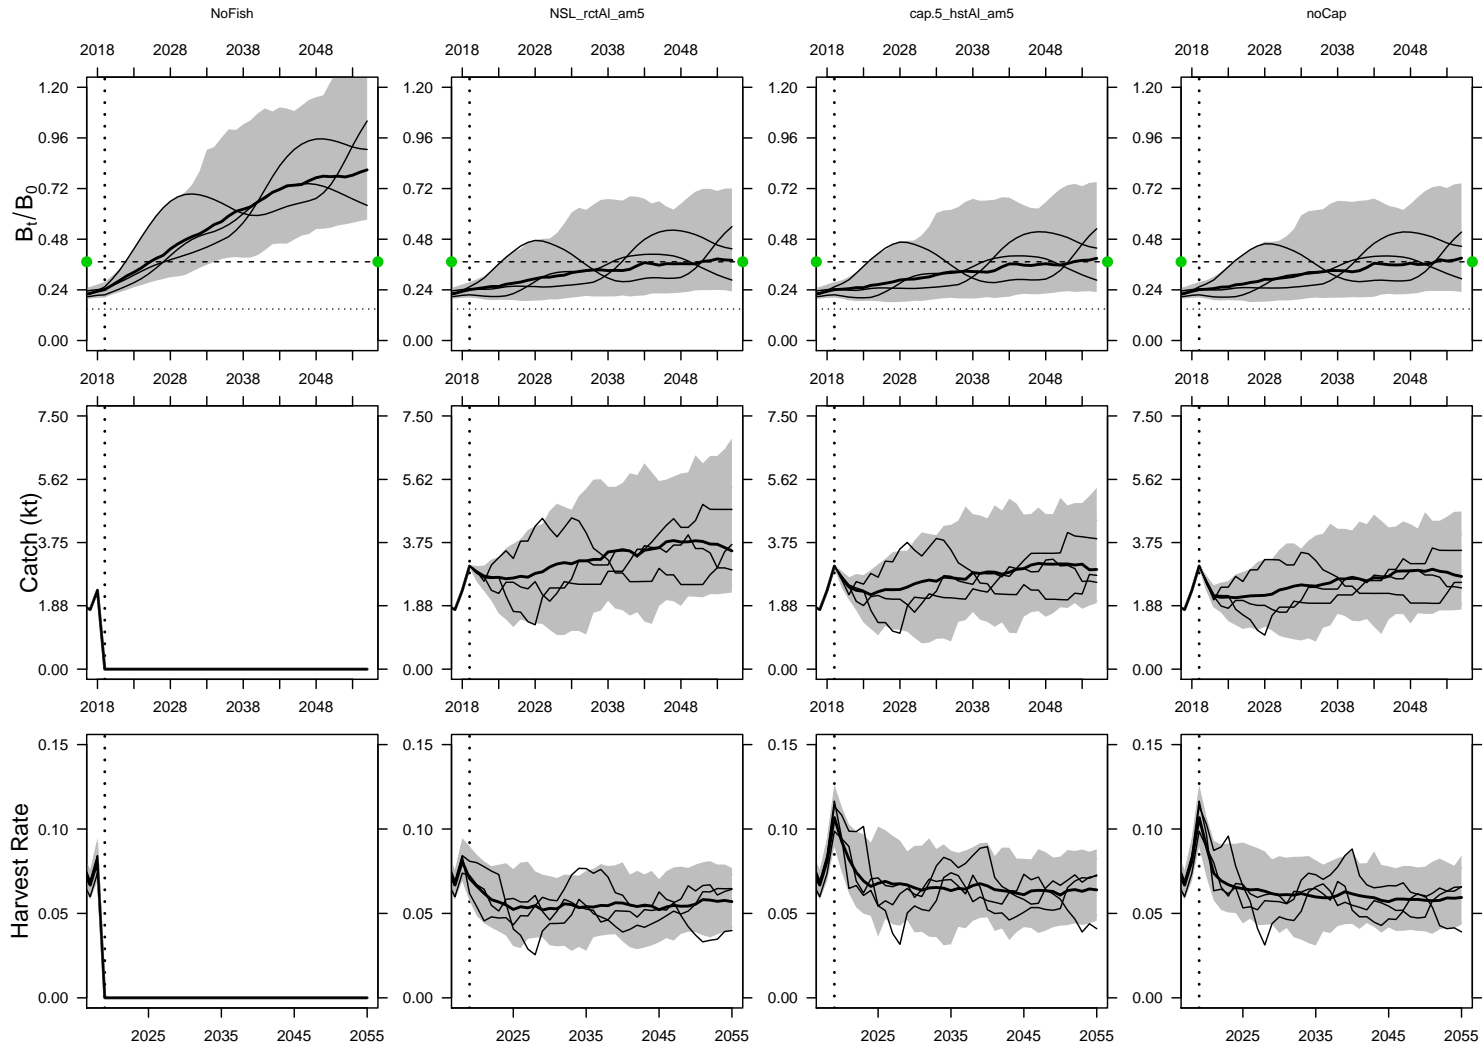 NoFish NSL_rctAl_am5 cap.5_hstAl_am5 noCap
2018 2028 2038 2048 2018 2028 2038 2048 2018 2028 2038 2048 2018 2028 2038 2048
Bt/B0
1.20 1.20 1.20 1.20
0.96 0.96 0.96 0.96
0.72 0.72 0.72 0.72
0.48 0.48 0.48 0.48
0.24 0.24 0.24 0.24
0.00 0.00 0.00 0.00
2018 2028 2038 2048 2018 2028 2038 2048 2018 2028 2038 2048 2018 2028 2038 2048
Catch (kt)
7.50 7.50 7.50 7.50
5.62 5.62 5.62 5.62
3.75 3.75 3.75 3.75
1.88 1.88 1.88 1.88
0.00 0.00 0.00 0.00
2018 2028 2038 2048 2018 2028 2038 2048 2018 2028 2038 2048 2018 2028 2038 2048
Harvest Rate
0.15 0.15 0.15 0.15
0.10 0.10 0.10 0.10
0.05 0.05 0.05 0.05
0.00 0.00 0.00 0.00
2025 2035 2045 2055 2025 2035 2045 2055 2025 2035 2045 2055 2025 2035 2045 2055